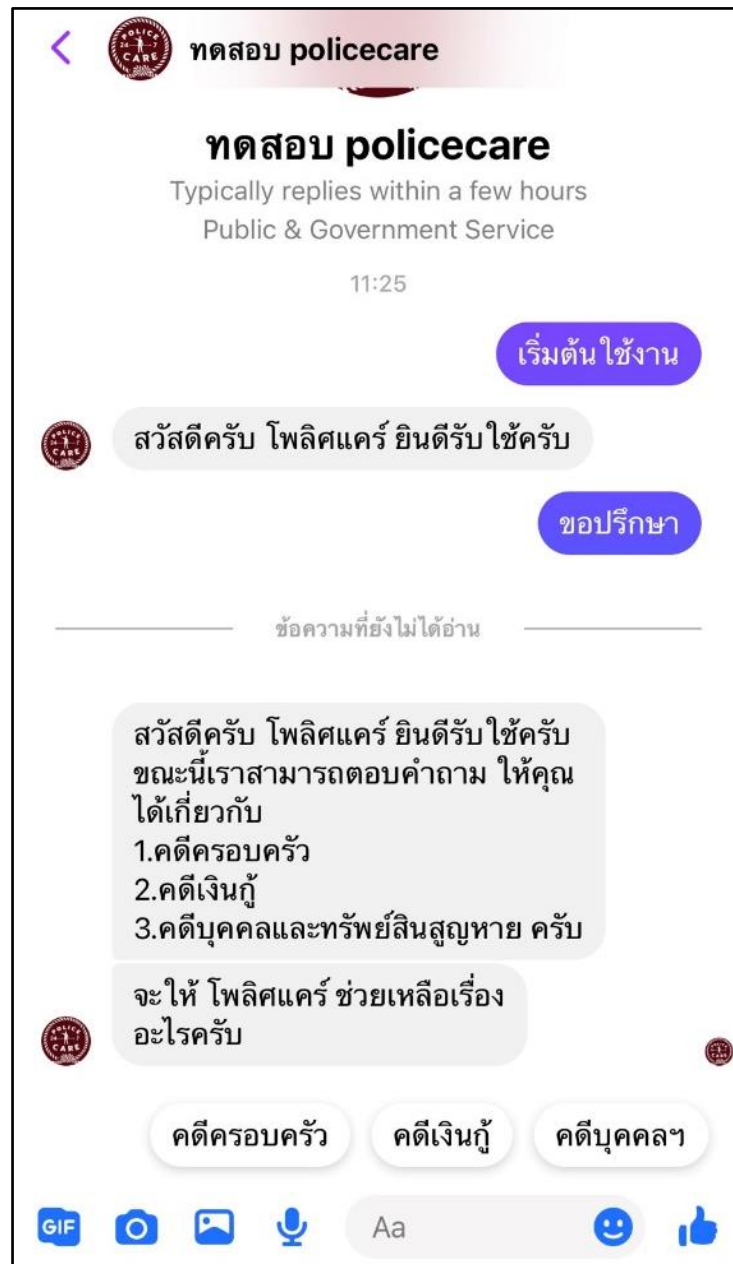 ทดสอบ policecare
ทดสอบ policecare
Typically replies within a few hours
Public & Government Service
11:25
เริ่มต้นใช้งาน
สวัสดีครับ โพลิศแคร์ ยินดีรับใช้ครับ
ขอปรึกษา
ข้อความที่ยังไม่ได้อ่าน
สวัสดีครับ โพลิศแคร์ ยินดีรับใช้ครับ
ขณะนี้เราสามารถตอบคำถาม ให้คุณ
ได้เกี่ยวกับ
1.คดีครอบครัว
2.คดีเงินกู้
3.คดีบุคคลและทรัพย์สินสูญหาย ครับ
จะให้ โพลิศแคร์ ช่วยเหลือเรื่อง
อะไรครับ
คดีครอบครัว
คดีเงินกู้
คดีบุคคลฯ
GIF
Aa
POLICE
24 7
CARE